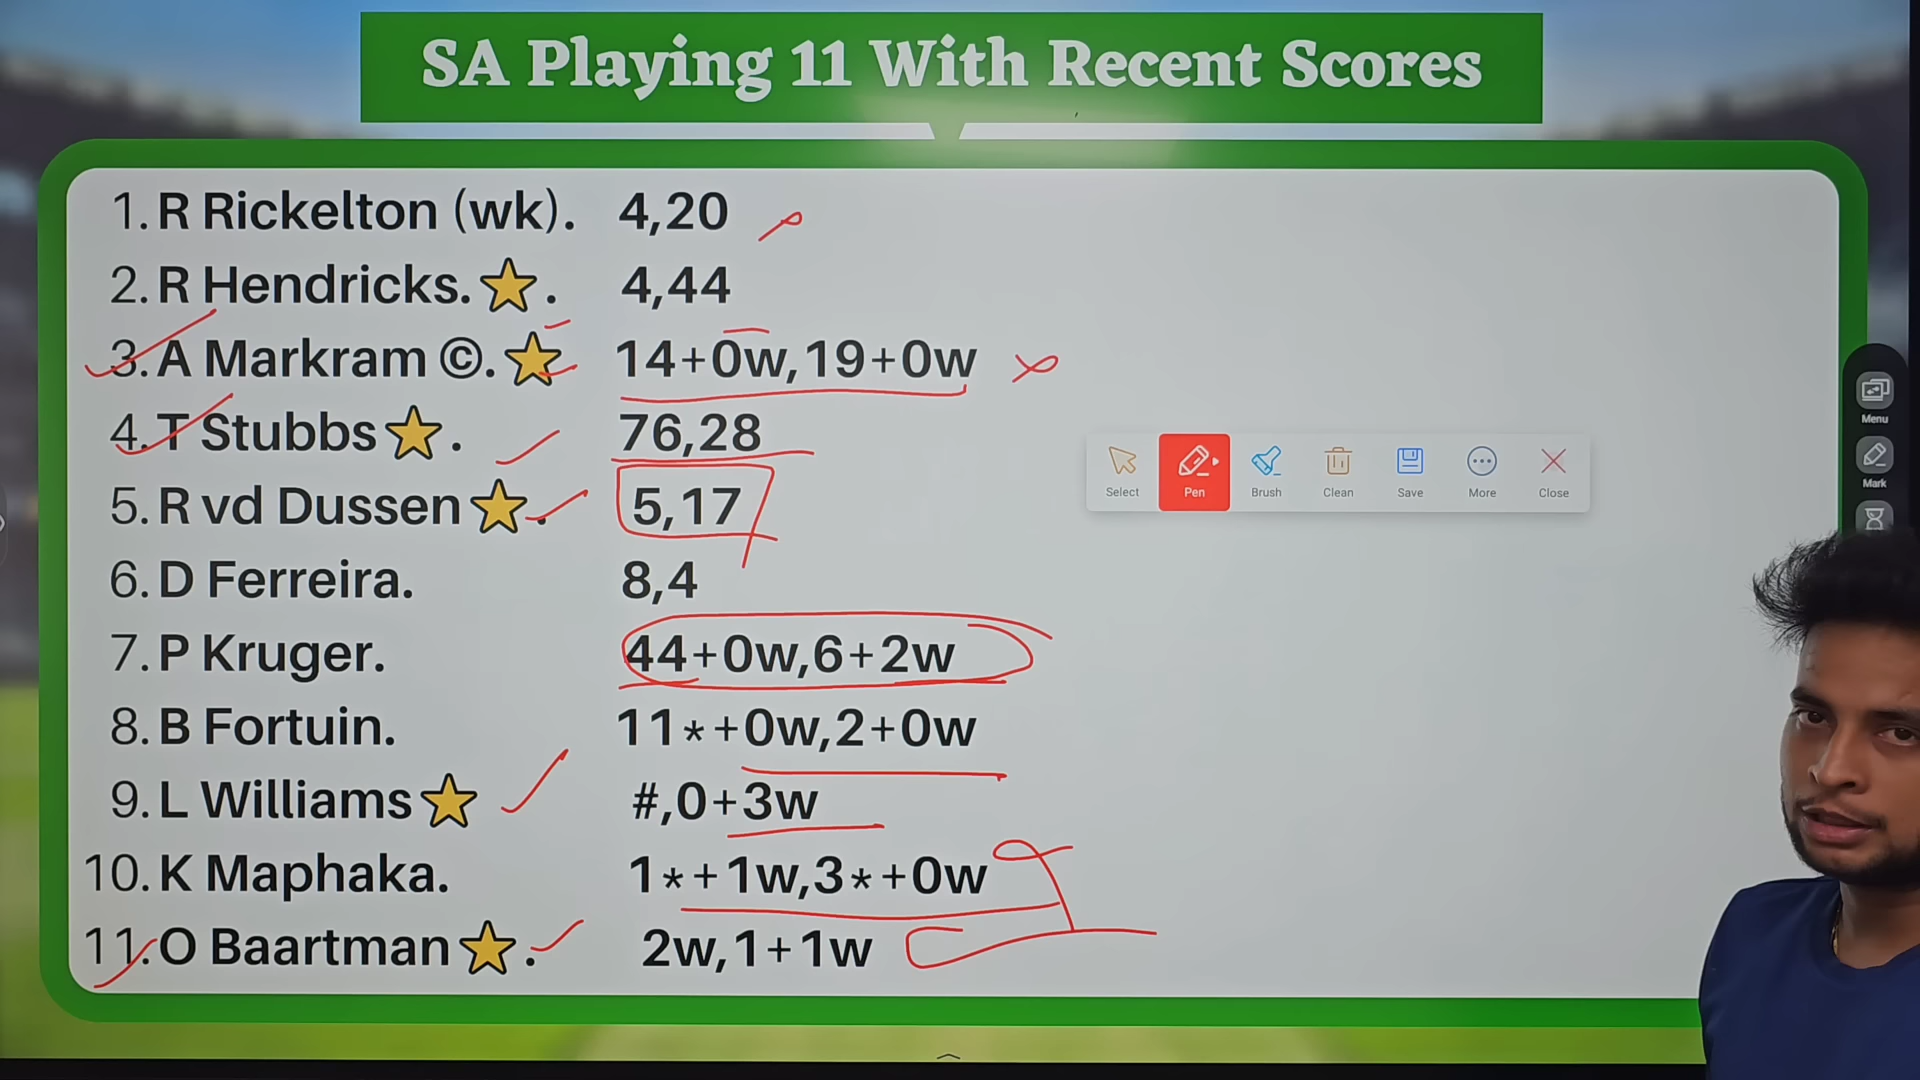 SA Playing 11 With Recent Scores
1. R Rickelton (wk). 4,20
2. R Hendricks. ⭐. 4,44
3. A Markram ©. ⭐ 14+0w,19+0w
4. T Stubbs ⭐. 76,28
5. R vd Dussen ⭐. 5,17
6. D Ferreira. 8,4
7. P Kruger. 44+0w,6+2w
8. B Fortuin. 11*+0w,2+0w
9. L Williams ⭐ #,0+3w
10. K Maphaka. 1*+1w,3*+0w
11. O Baartman ⭐. 2w,1+1w
Select Pen Brush Clean Save More Close
Menu
Mark